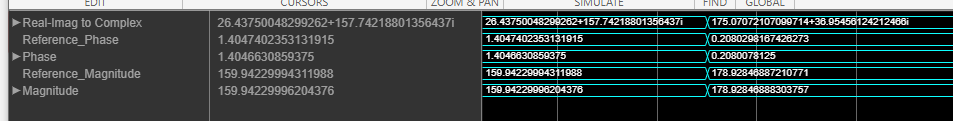 EDIT CURSORS ZOOM & PAN SIMULATE FIND GLOBAL
Real-Imag to Complex 26.43750048299262+157.74218801356437i 26.43750048299262+157.74218801356437i 175.07072107099714+36.95456124212466i
Reference_Phase 1.4047402353131915 1.4047402353131915 0.2080298167426273
Phase 1.4046630859375 1.4046630859375 0.2080078125
Reference_Magnitude 159.94229994311988 159.94229994311988 178.92846887210771
Magnitude 159.94229996204376 159.94229996204376 178.92846888303757